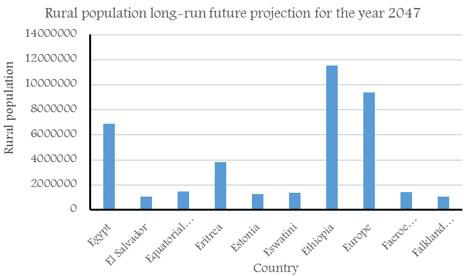 Rural population long-run future projection for the year 2047
14000000
12000000
10000000
8000000
6000000
4000000
2000000
0
Rural population
Egypt
El Salvador
Equatorial...
Eritrea
Estonia
Eswatini
Ethiopia
Europe
Faeroe...
Falkland...
Country